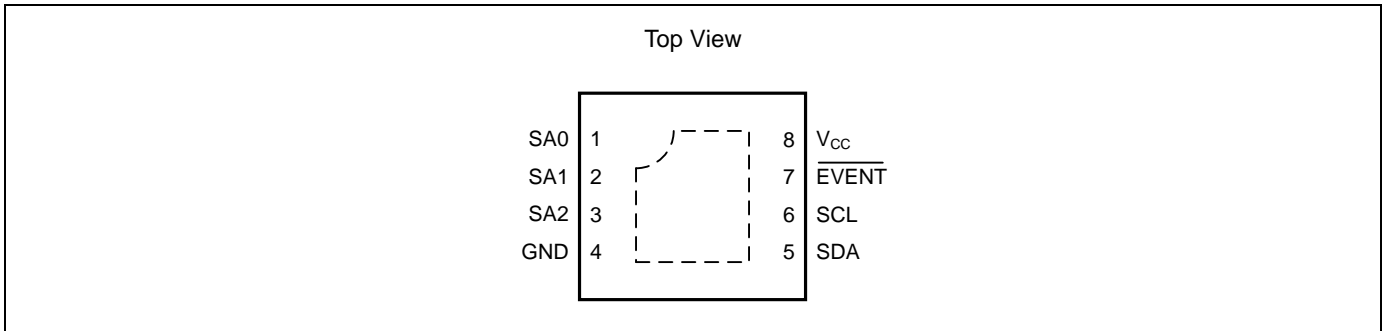 Top View
SA0 1 8 VCC
SA1 2 7 EVENT
SA2 3 6 SCL
GND 4 5 SDA